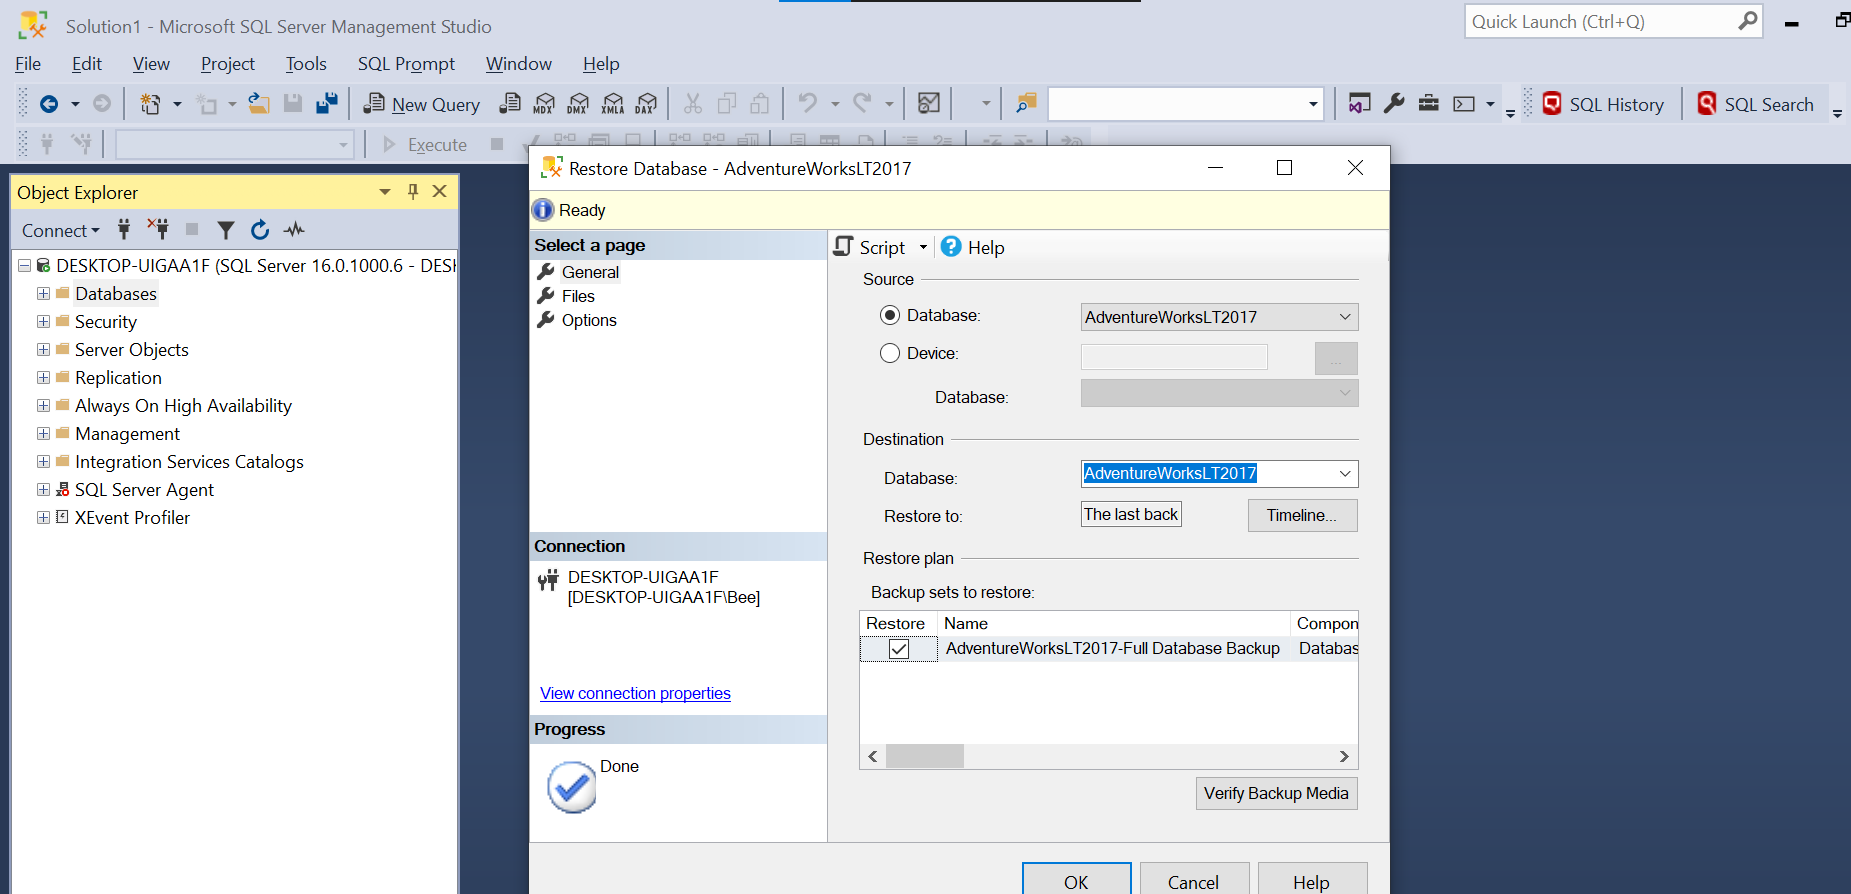 Solution1 - Microsoft SQL Server Management Studio
Quick Launch (Ctrl+Q)
File Edit View Project Tools SQL Prompt Window Help
New Query MDX DMX XMLA DAX SQL History SQL Search
Execute
Object Explorer
Connect
DESKTOP-UIGAA1F (SQL Server 16.0.1000.6 - DESK
Databases
Security
Server Objects
Replication
Always On High Availability
Management
Integration Services Catalogs
SQL Server Agent
XEvent Profiler
Restore Database - AdventureWorksLT2017
Ready
Select a page
General
Files
Options
Connection
DESKTOP-UIGAA1F
[DESKTOP-UIGAA1F\Bee]
View connection properties
Progress
Done
Script Help
Source
Database: AdventureWorksLT2017
Device: ...
Database:
Destination
Database: AdventureWorksLT2017
Restore to: The last back Timeline...
Restore plan
Backup sets to restore:
Restore Name Compon
AdventureWorksLT2017-Full Database Backup Databas
Verify Backup Media
OK Cancel Help